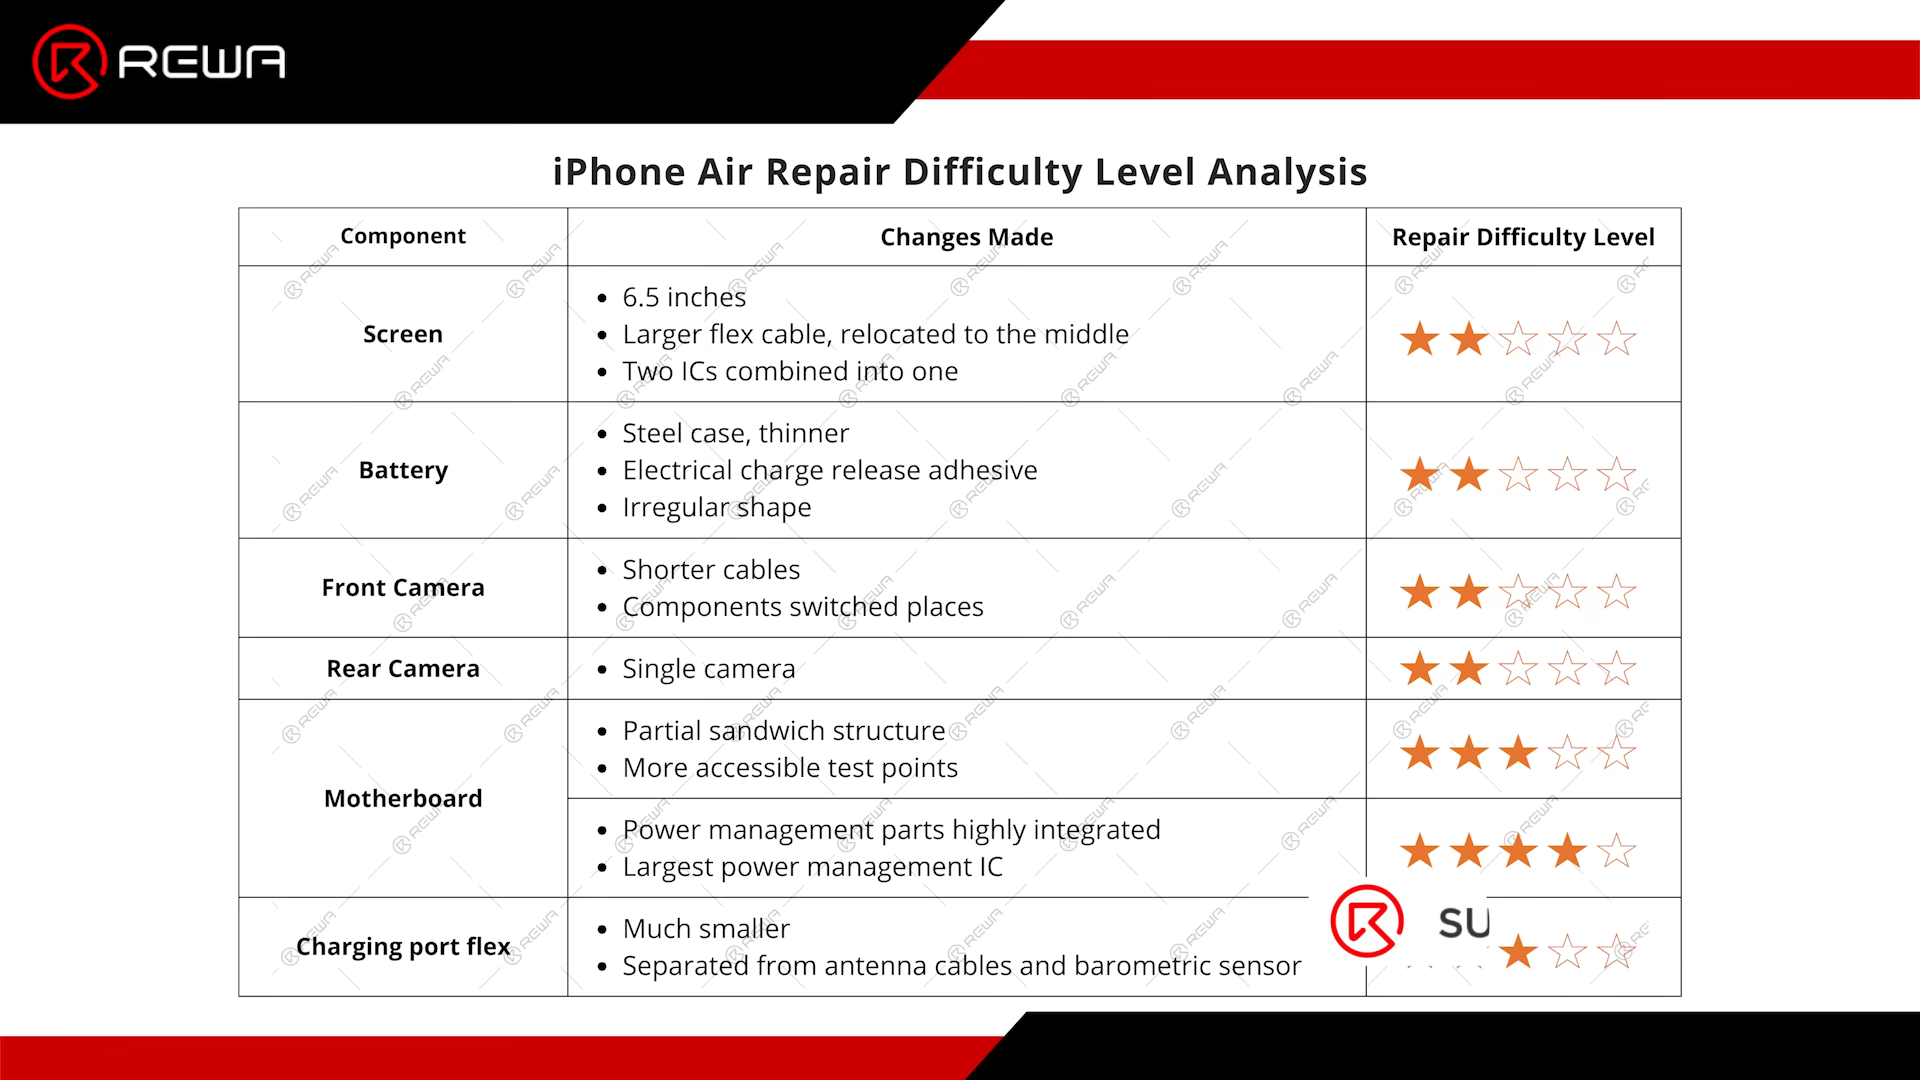 REWA
iPhone Air Repair Difficulty Level Analysis
Component
Changes Made
Repair Difficulty Level
Screen
• 6.5 inches
• Larger flex cable, relocated to the middle
• Two ICs combined into one
Battery
• Steel case, thinner
• Electrical charge release adhesive
• Irregular shape
Front Camera
• Shorter cables
• Components switched places
Rear Camera
• Single camera
Motherboard
• Partial sandwich structure
• More accessible test points
• Power management parts highly integrated
• Largest power management IC
Charging port flex
• Much smaller
• Separated from antenna cables and barometric sensor
SU